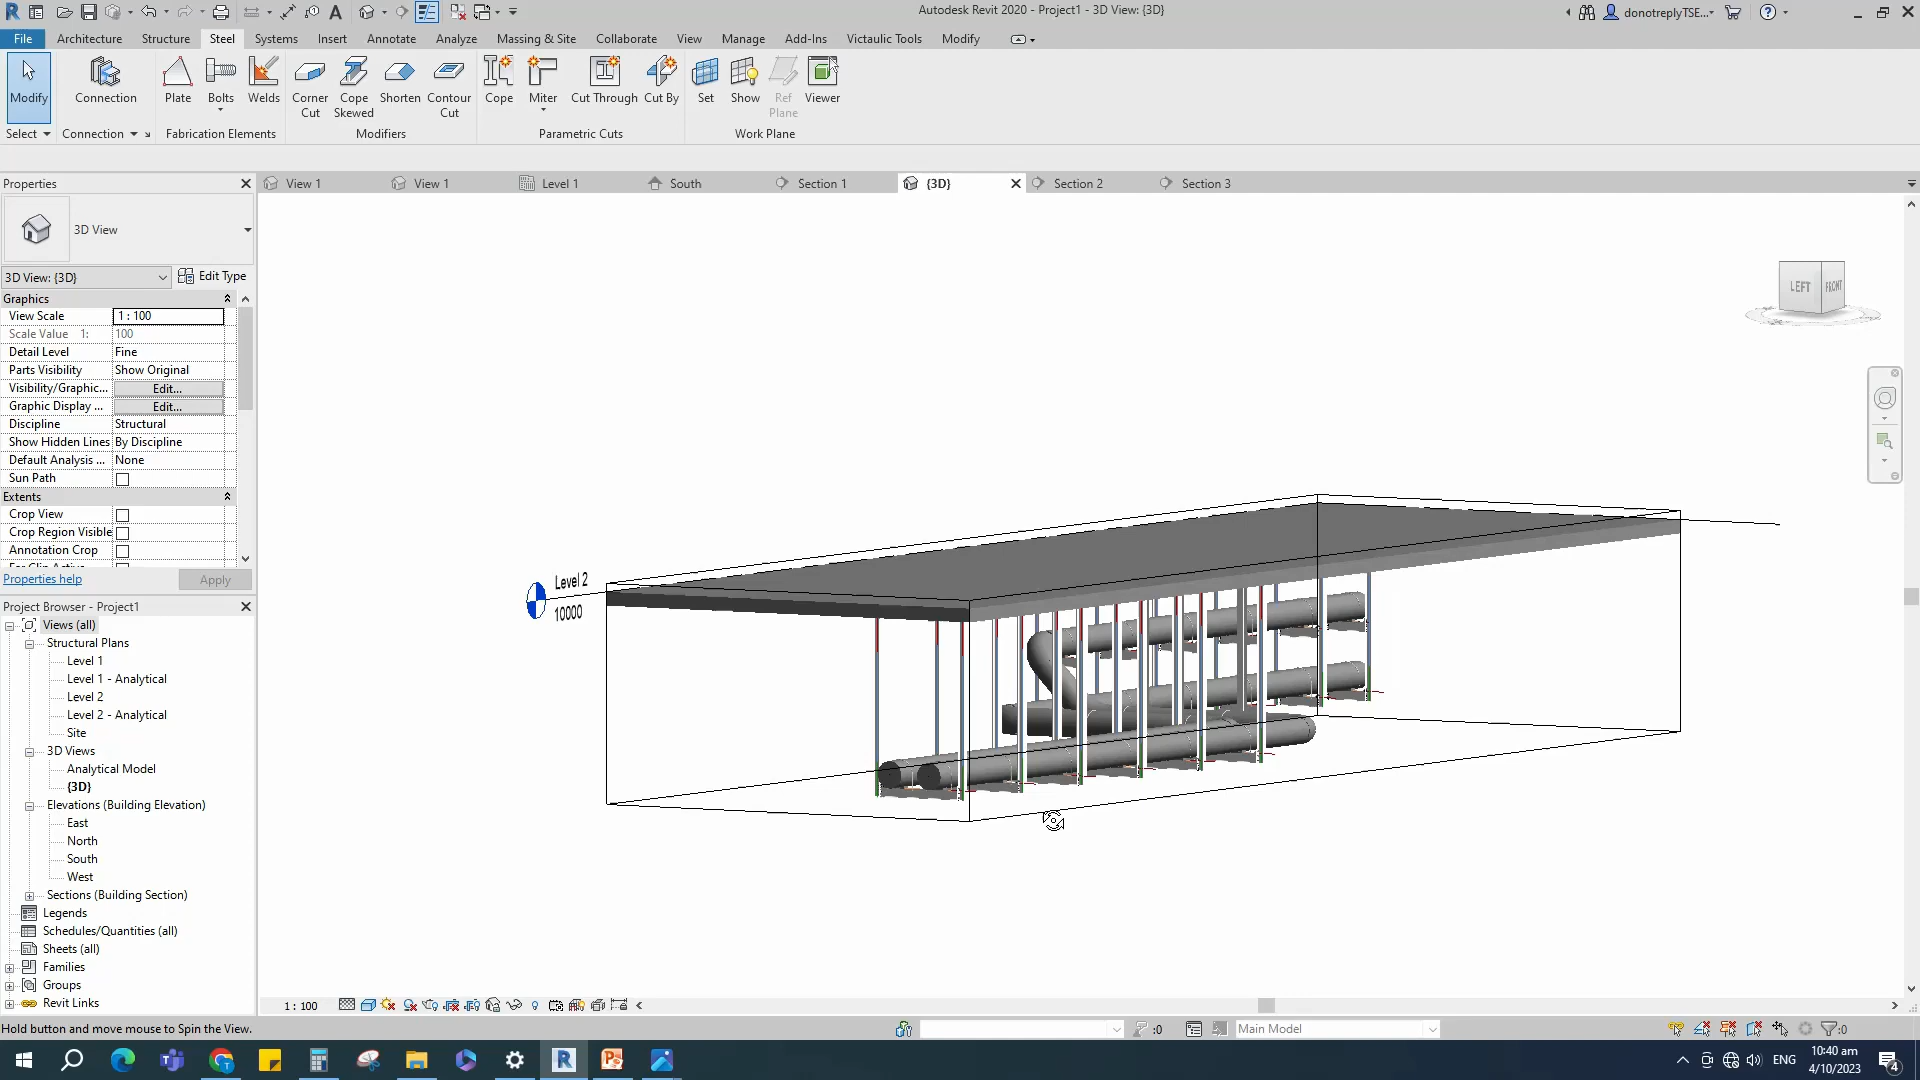 Autodesk Revit 2020 - Project1 - 3D View: {3D}
donotreplyTSE...
File Architecture Structure Steel Systems Insert Annotate Analyze Massing & Site Collaborate View Manage Add-Ins Victaulic Tools Modify
Modify Connection Plate Bolts Welds Corner Cut Cope Skewed Shorten Contour Cut Cope Miter Cut Through Cut By Set Show Ref Plane Viewer
Select Connection Fabrication Elements Modifiers Parametric Cuts Work Plane
Properties
View 1 View 1 Level 1 South Section 1 {3D} Section 2 Section 3
3D View
3D View: {3D} Edit Type
Graphics
View Scale 1 : 100
Scale Value 1: 100
Detail Level Fine
Parts Visibility Show Original
Visibility/Graphic... Edit...
Graphic Display ... Edit...
Discipline Structural
Show Hidden Lines By Discipline
Default Analysis ... None
Sun Path
Extents
Crop View
Crop Region Visible
Annotation Crop
Properties help Apply
Project Browser - Project1
Views (all)
Structural Plans
Level 1
Level 1 - Analytical
Level 2
Level 2 - Analytical
Site
3D Views
Analytical Model
{3D}
Elevations (Building Elevation)
East
North
South
West
Sections (Building Section)
Legends
Schedules/Quantities (all)
Sheets (all)
Families
Groups
Revit Links
LEFT FRONT
Level 2
10000
1 : 100
Hold button and move mouse to Spin the View.
:0
Main Model
:0
ENG
10:40 am
4/10/2023
4